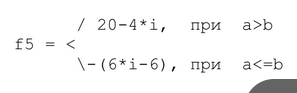 / 20-4*i, при a>b
f5 = <
\-(6*i-6), при a<=b